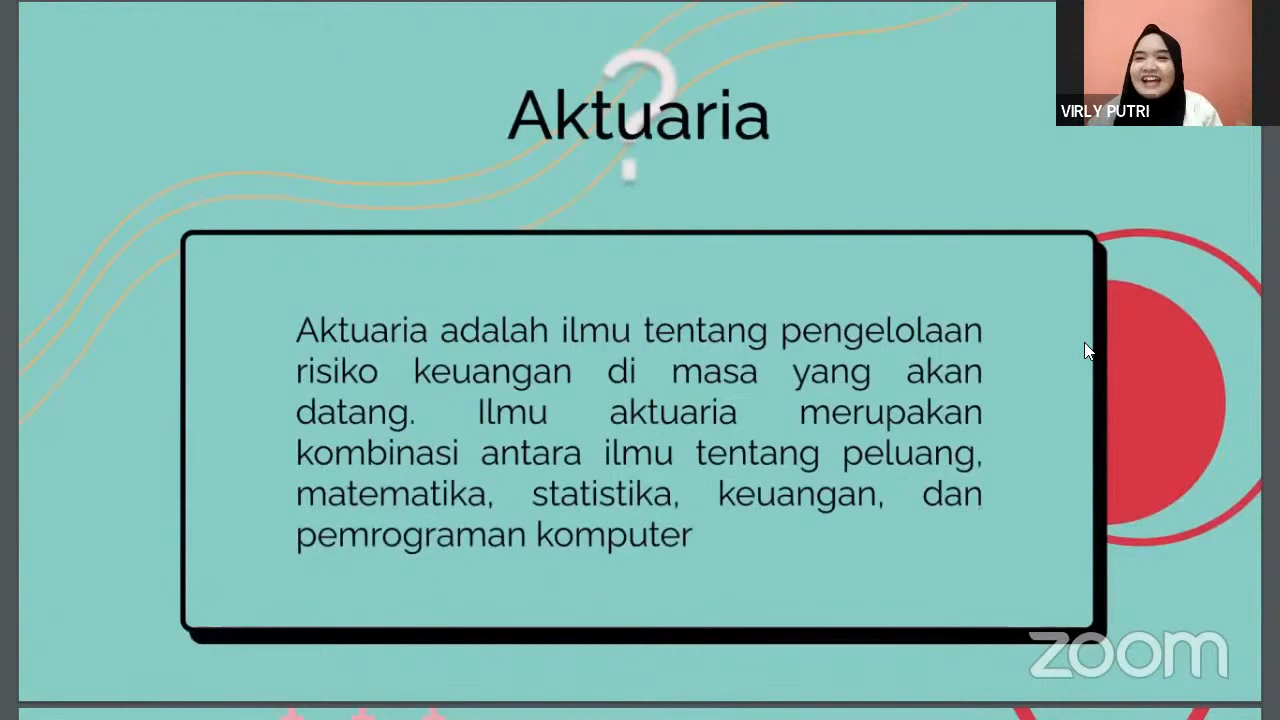 Aktuaria
?
VIRLY PUTRI
Aktuaria adalah ilmu tentang pengelolaan
risiko keuangan di masa yang akan
datang. Ilmu aktuaria merupakan
kombinasi antara ilmu tentang peluang,
matematika, statistika, keuangan, dan
pemrograman komputer
zoom